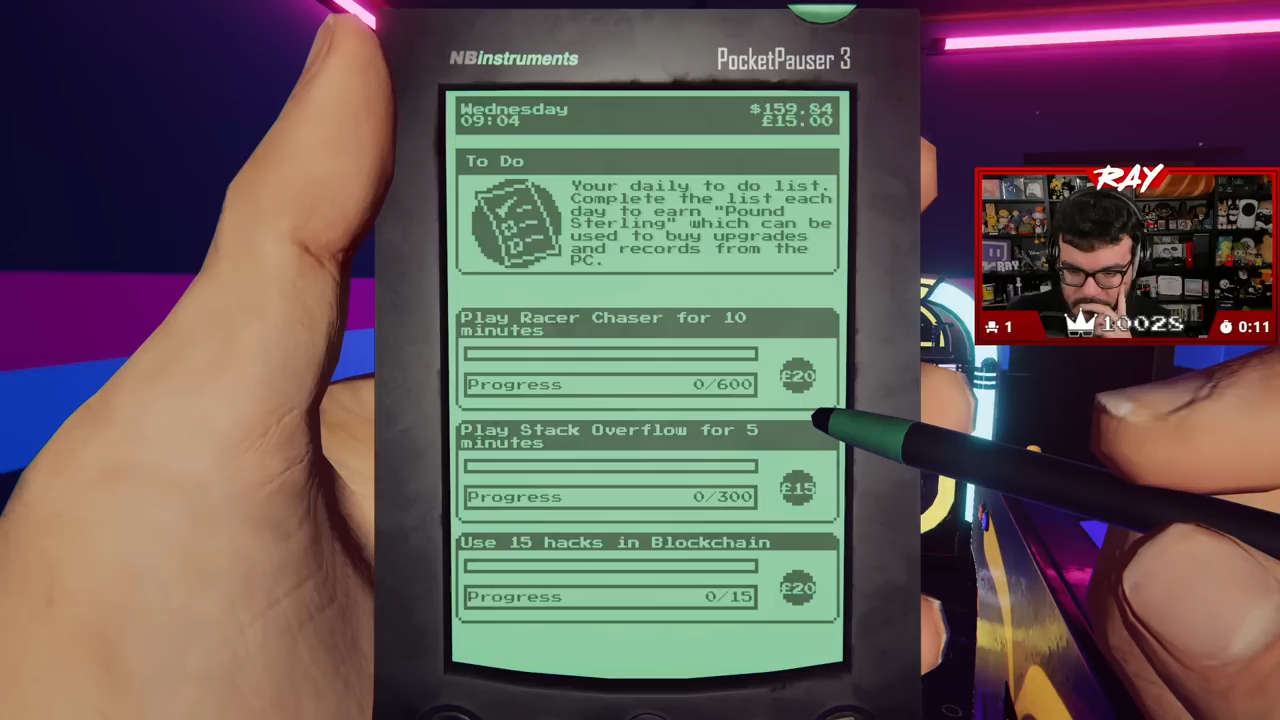 NBinstruments
PocketPauser 3
Wednesday
09:04
$159.84
£15.00
To Do
Your daily to do list.
Complete the list each
day to earn "Pound
Sterling" which can be
used to buy upgrades
and records from the
PC.
Play Racer Chaser for 10
minutes
Progress 0/600
£20
Play Stack Overflow for 5
minutes
Progress 0/300
£15
Use 15 hacks in Blockchain
Progress 0/15
£20
RAY
1
10028
0:11